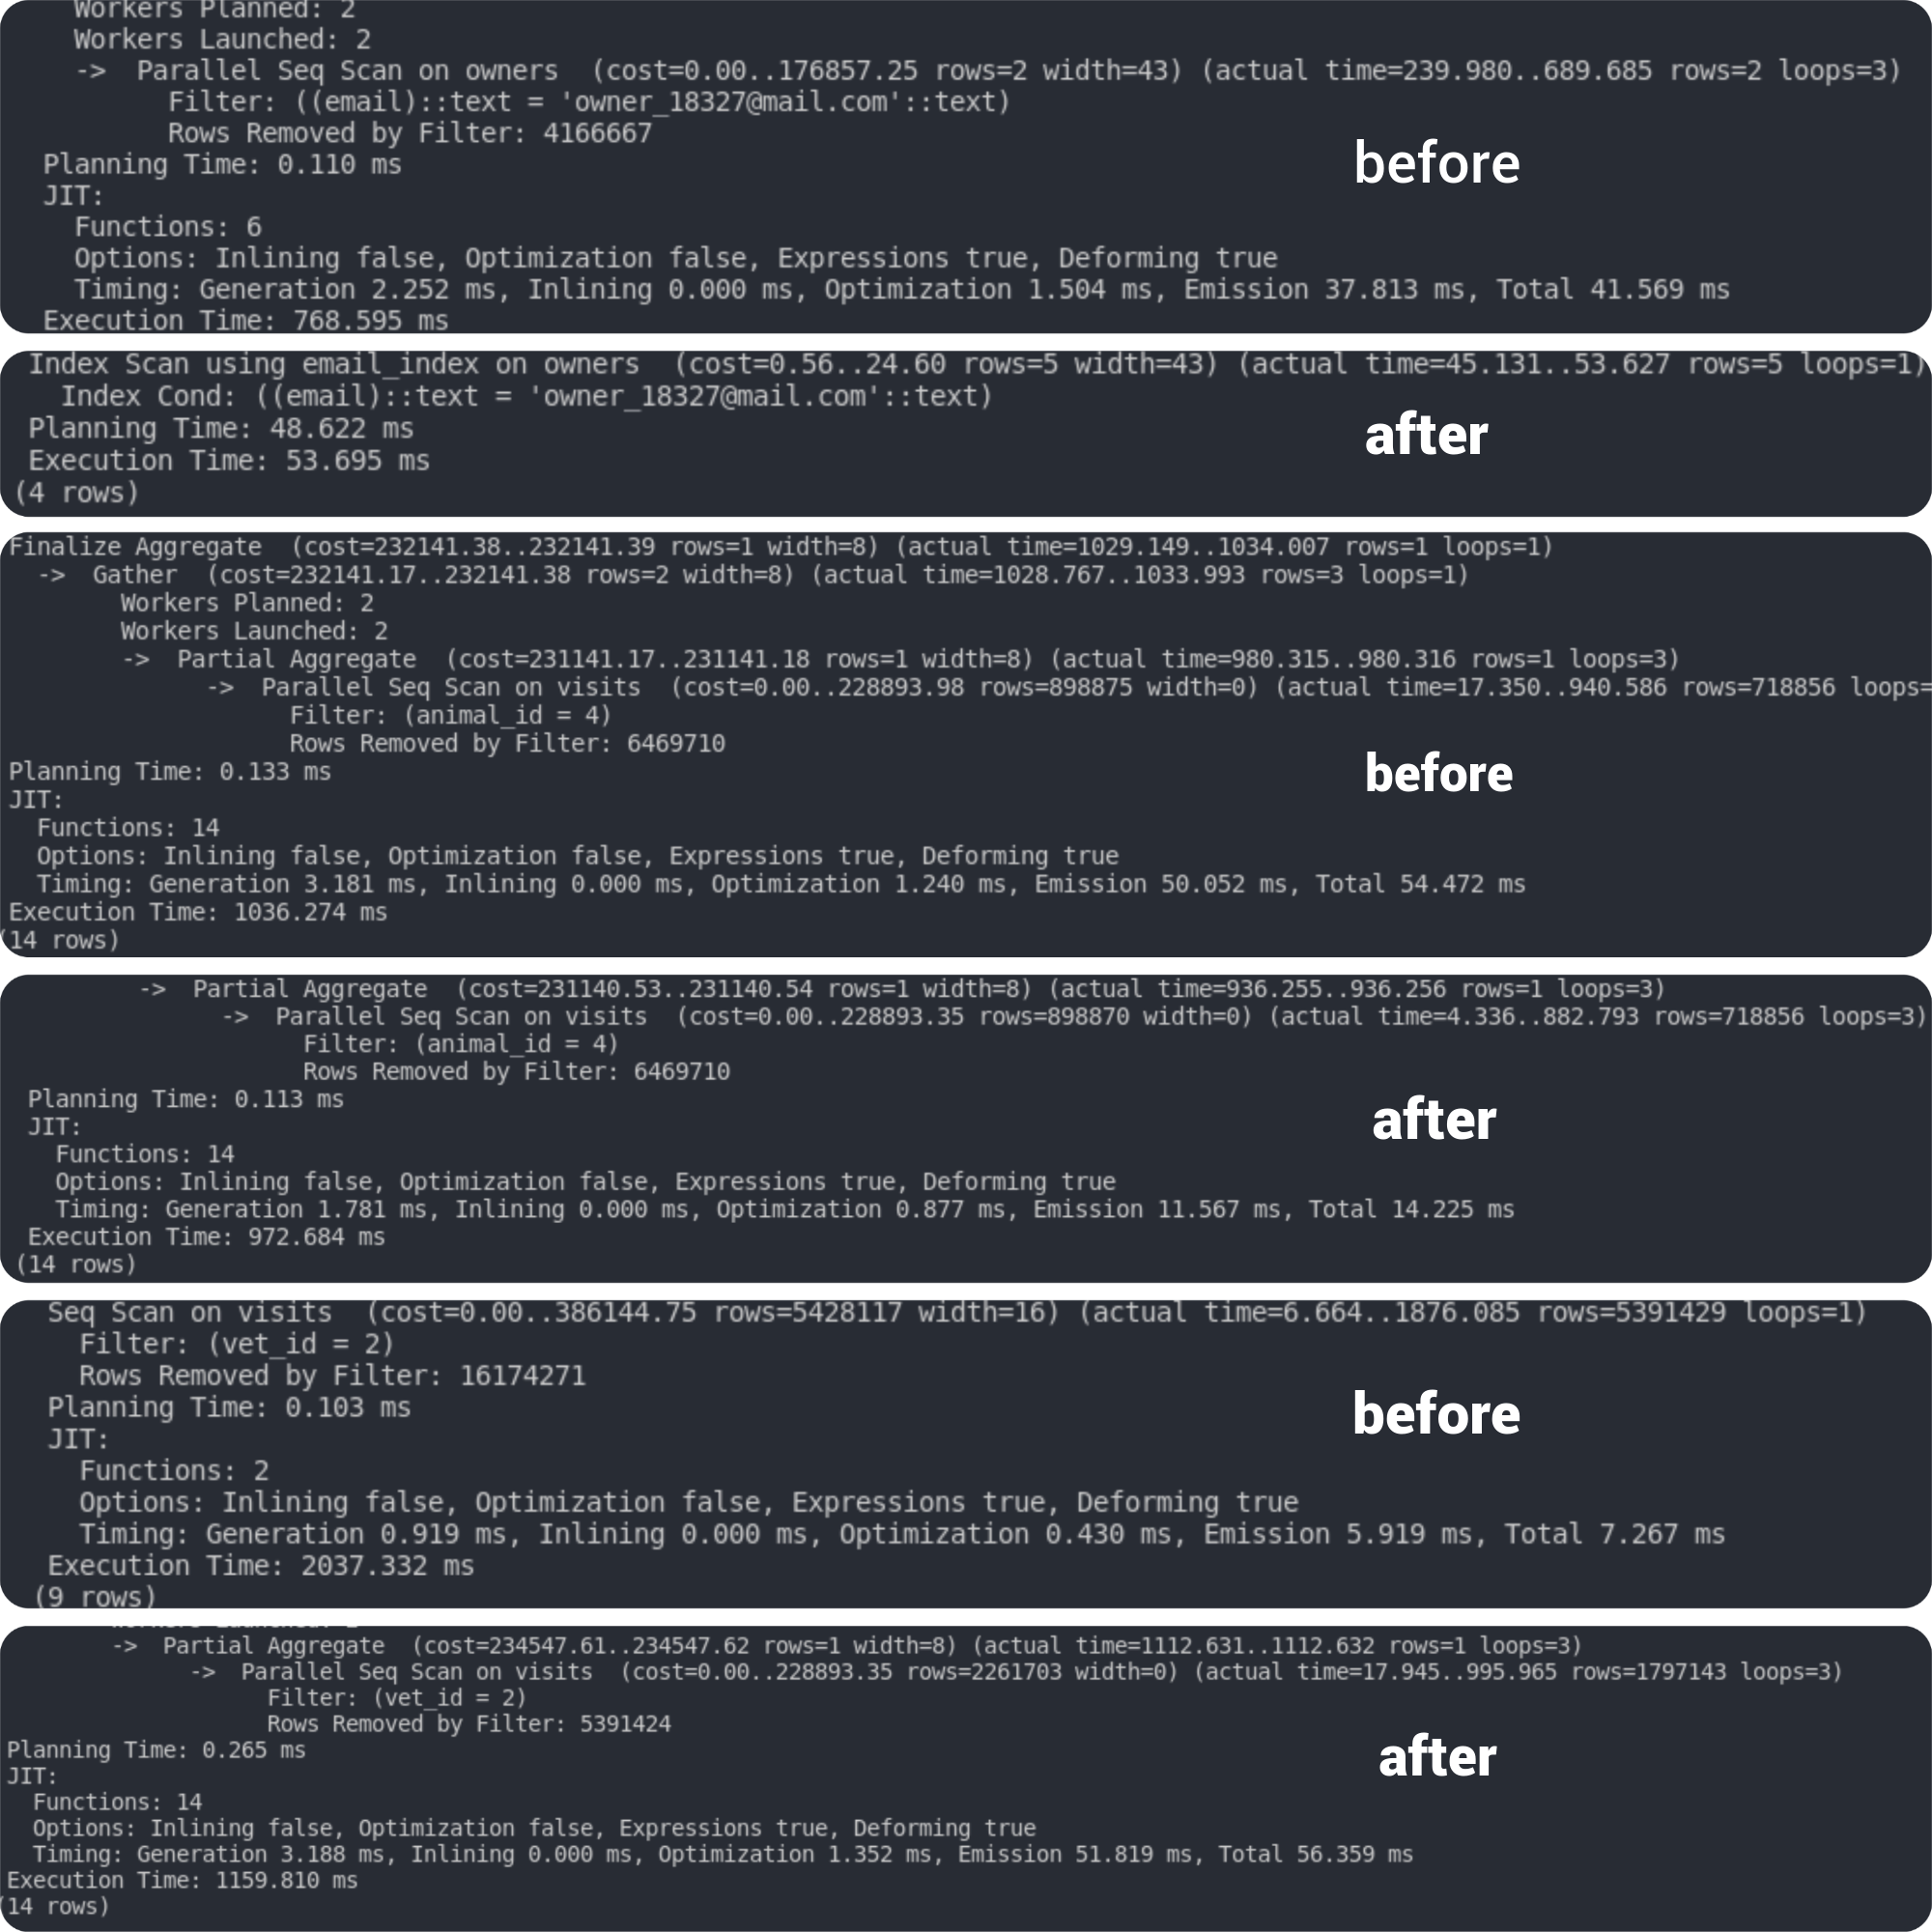 Workers Planned: 2
Workers Launched: 2
-> Parallel Seq Scan on owners (cost=0.00..176857.25 rows=2 width=43) (actual time=239.980..689.685 rows=2 loops=3)
Filter: ((email)::text = 'owner_18327@mail.com'::text)
Rows Removed by Filter: 4166667
Planning Time: 0.110 ms
before
JIT:
Functions: 6
Options: Inlining false, Optimization false, Expressions true, Deforming true
Timing: Generation 2.252 ms, Inlining 0.000 ms, Optimization 1.504 ms, Emission 37.813 ms, Total 41.569 ms
Execution Time: 768.595 ms
Index Scan using email_index on owners (cost=0.56..24.60 rows=5 width=43) (actual time=45.131..53.627 rows=5 loops=1)
Index Cond: ((email)::text = 'owner_18327@mail.com'::text)
Planning Time: 48.622 ms
after
Execution Time: 53.695 ms
(4 rows)
Finalize Aggregate (cost=232141.38..232141.39 rows=1 width=8) (actual time=1029.149..1034.007 rows=1 loops=1)
-> Gather (cost=232141.17..232141.38 rows=2 width=8) (actual time=1028.767..1033.993 rows=3 loops=1)
Workers Planned: 2
Workers Launched: 2
-> Partial Aggregate (cost=231141.17..231141.18 rows=1 width=8) (actual time=980.315..980.316 rows=1 loops=3)
-> Parallel Seq Scan on visits (cost=0.00..228893.98 rows=898875 width=0) (actual time=17.350..940.586 rows=718856 loops=
Filter: (animal_id = 4)
Rows Removed by Filter: 6469710
Planning Time: 0.133 ms
before
JIT:
Functions: 14
Options: Inlining false, Optimization false, Expressions true, Deforming true
Timing: Generation 3.181 ms, Inlining 0.000 ms, Optimization 1.240 ms, Emission 50.052 ms, Total 54.472 ms
Execution Time: 1036.274 ms
(14 rows)
-> Partial Aggregate (cost=231140.53..231140.54 rows=1 width=8) (actual time=936.255..936.256 rows=1 loops=3)
-> Parallel Seq Scan on visits (cost=0.00..228893.35 rows=898870 width=0) (actual time=4.336..882.793 rows=718856 loops=3)
Filter: (animal_id = 4)
Rows Removed by Filter: 6469710
Planning Time: 0.113 ms
after
JIT:
Functions: 14
Options: Inlining false, Optimization false, Expressions true, Deforming true
Timing: Generation 1.781 ms, Inlining 0.000 ms, Optimization 0.877 ms, Emission 11.567 ms, Total 14.225 ms
Execution Time: 972.684 ms
(14 rows)
Seq Scan on visits (cost=0.00..386144.75 rows=5428117 width=16) (actual time=6.664..1876.085 rows=5391429 loops=1)
Filter: (vet_id = 2)
Rows Removed by Filter: 16174271
Planning Time: 0.103 ms
before
JIT:
Functions: 2
Options: Inlining false, Optimization false, Expressions true, Deforming true
Timing: Generation 0.919 ms, Inlining 0.000 ms, Optimization 0.430 ms, Emission 5.919 ms, Total 7.267 ms
Execution Time: 2037.332 ms
(9 rows)
-> Partial Aggregate (cost=234547.61..234547.62 rows=1 width=8) (actual time=1112.631..1112.632 rows=1 loops=3)
-> Parallel Seq Scan on visits (cost=0.00..228893.35 rows=2261703 width=0) (actual time=17.945..995.965 rows=1797143 loops=3)
Filter: (vet_id = 2)
Rows Removed by Filter: 5391424
Planning Time: 0.265 ms
after
JIT:
Functions: 14
Options: Inlining false, Optimization false, Expressions true, Deforming true
Timing: Generation 3.188 ms, Inlining 0.000 ms, Optimization 1.352 ms, Emission 51.819 ms, Total 56.359 ms
Execution Time: 1159.810 ms
(14 rows)